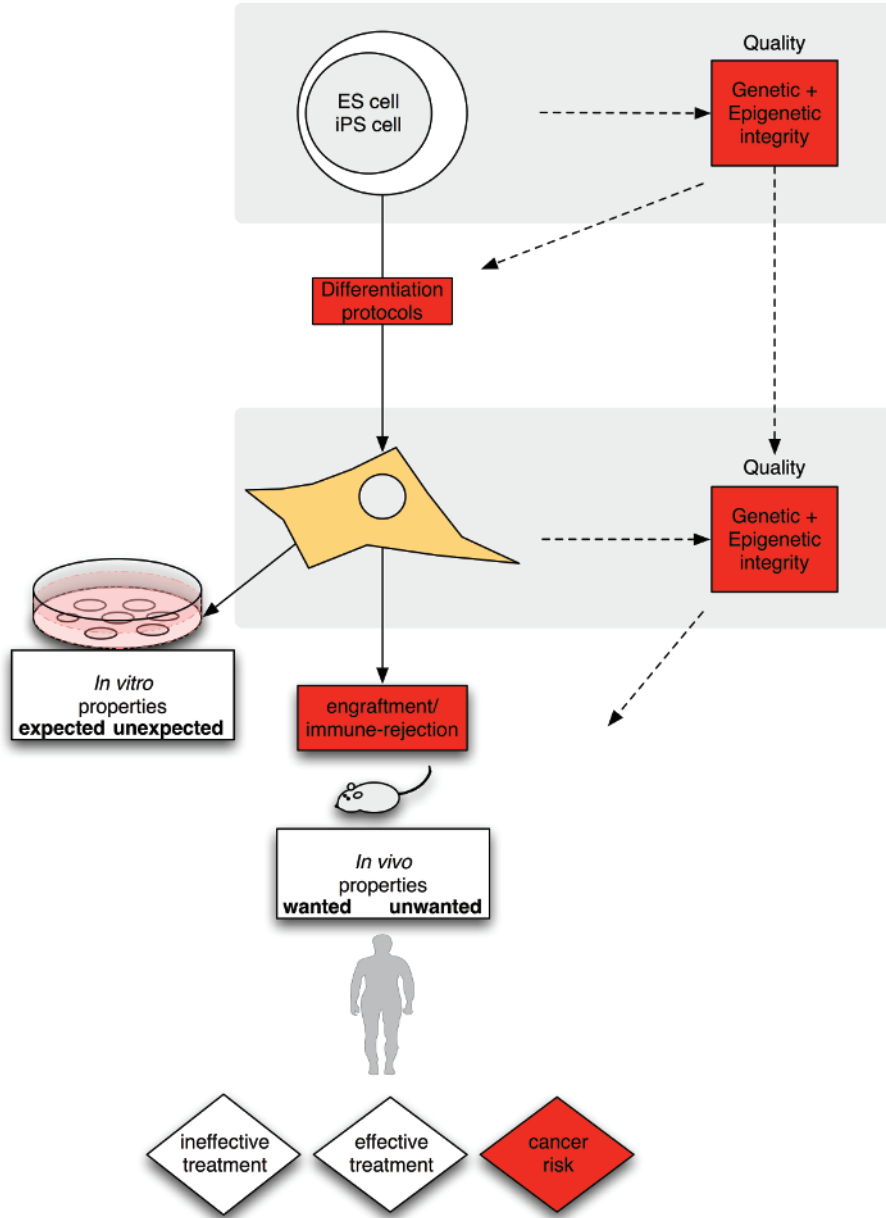 Quality
ES cell
iPS cell
Genetic +
Epigenetic
integrity
Differentiation
protocols
Quality
Genetic +
Epigenetic
integrity
In vitro
properties
expected unexpected
engraftment/
immune-rejection
In vivo
properties
wanted unwanted
ineffective
treatment
effective
treatment
cancer
risk